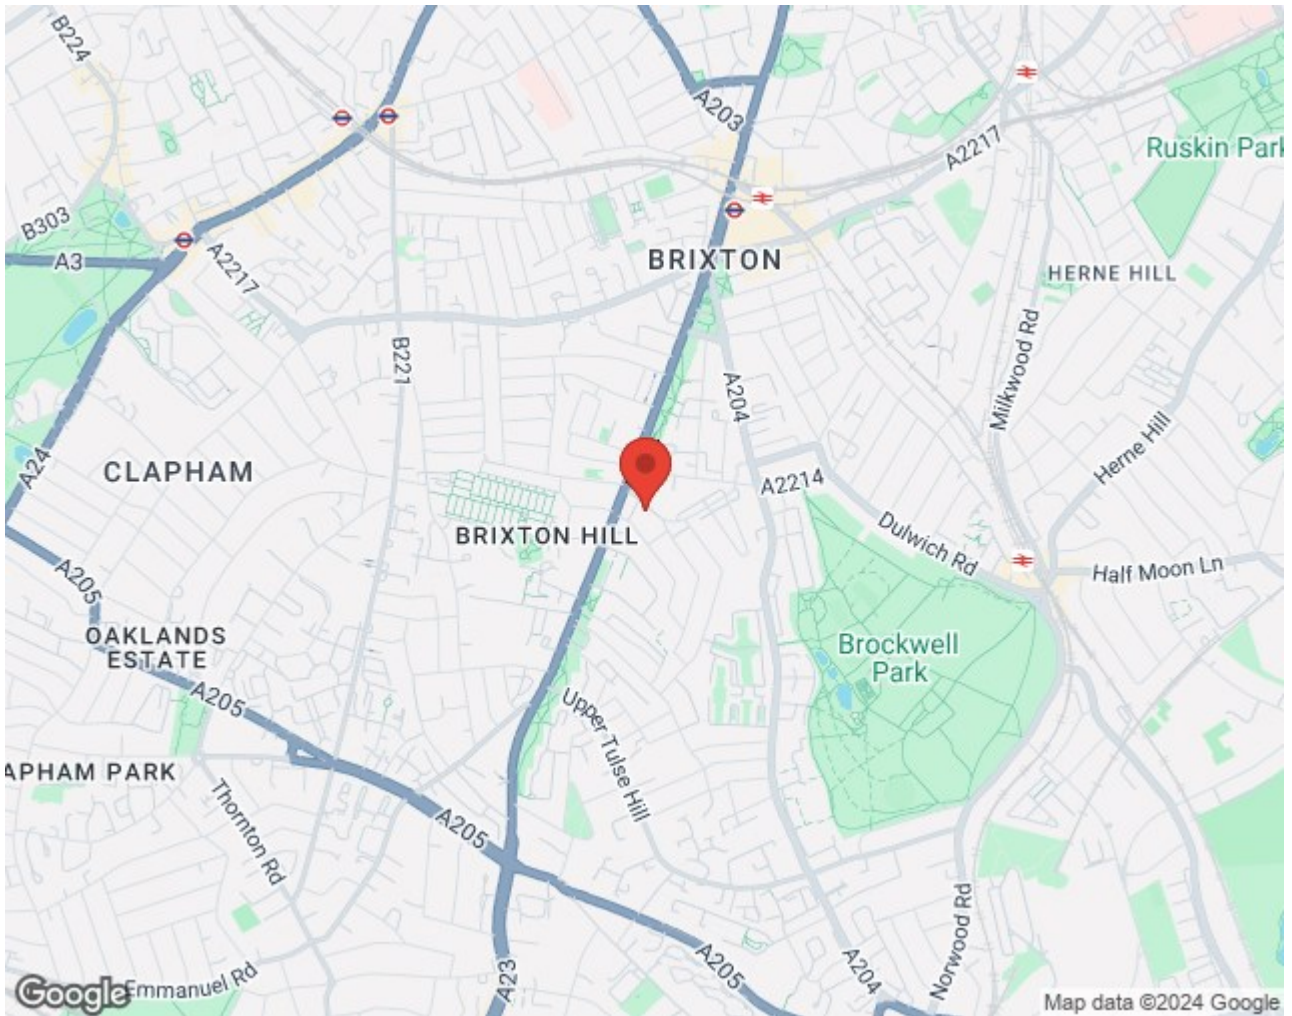 B224
A203
A2217
Ruskin Park
B303
A3
A2217
BRIXTON
HERNE HILL
B221
A204
Milkwood Rd
Herne Hill
A24
CLAPHAM
A2214
BRIXTON HILL
Dulwich Rd
Half Moon Ln
A205
OAKLANDS
ESTATE
Brockwell
Park
A205
Upper Tulse Hill
APHAM PARK
Thornton Rd
A205
Norwood Rd
A205
A204
A23
Emmanuel Rd
Google
Map data ©2024 Google